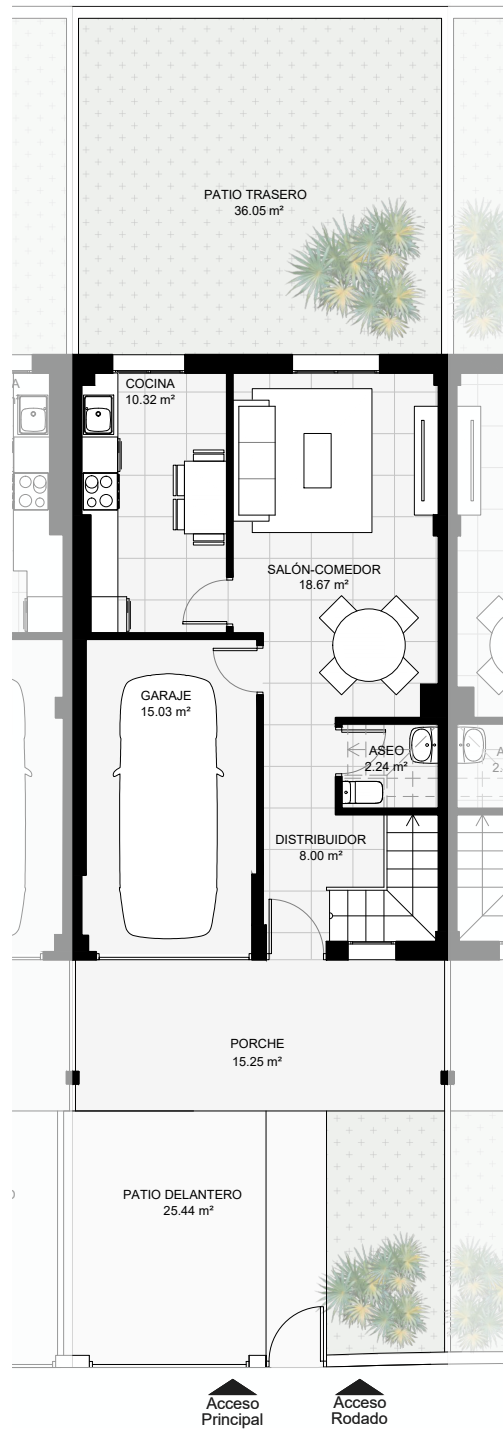 PATIO TRASERO
36.05 m²
COCINA
10.32 m²
SALÓN-COMEDOR
18.67 m²
GARAJE
15.03 m²
ASEO
2.24 m²
DISTRIBUIDOR
8.00 m²
PORCHE
15.25 m²
PATIO DELANTERO
25.44 m²
Acceso
Principal
Acceso
Rodado